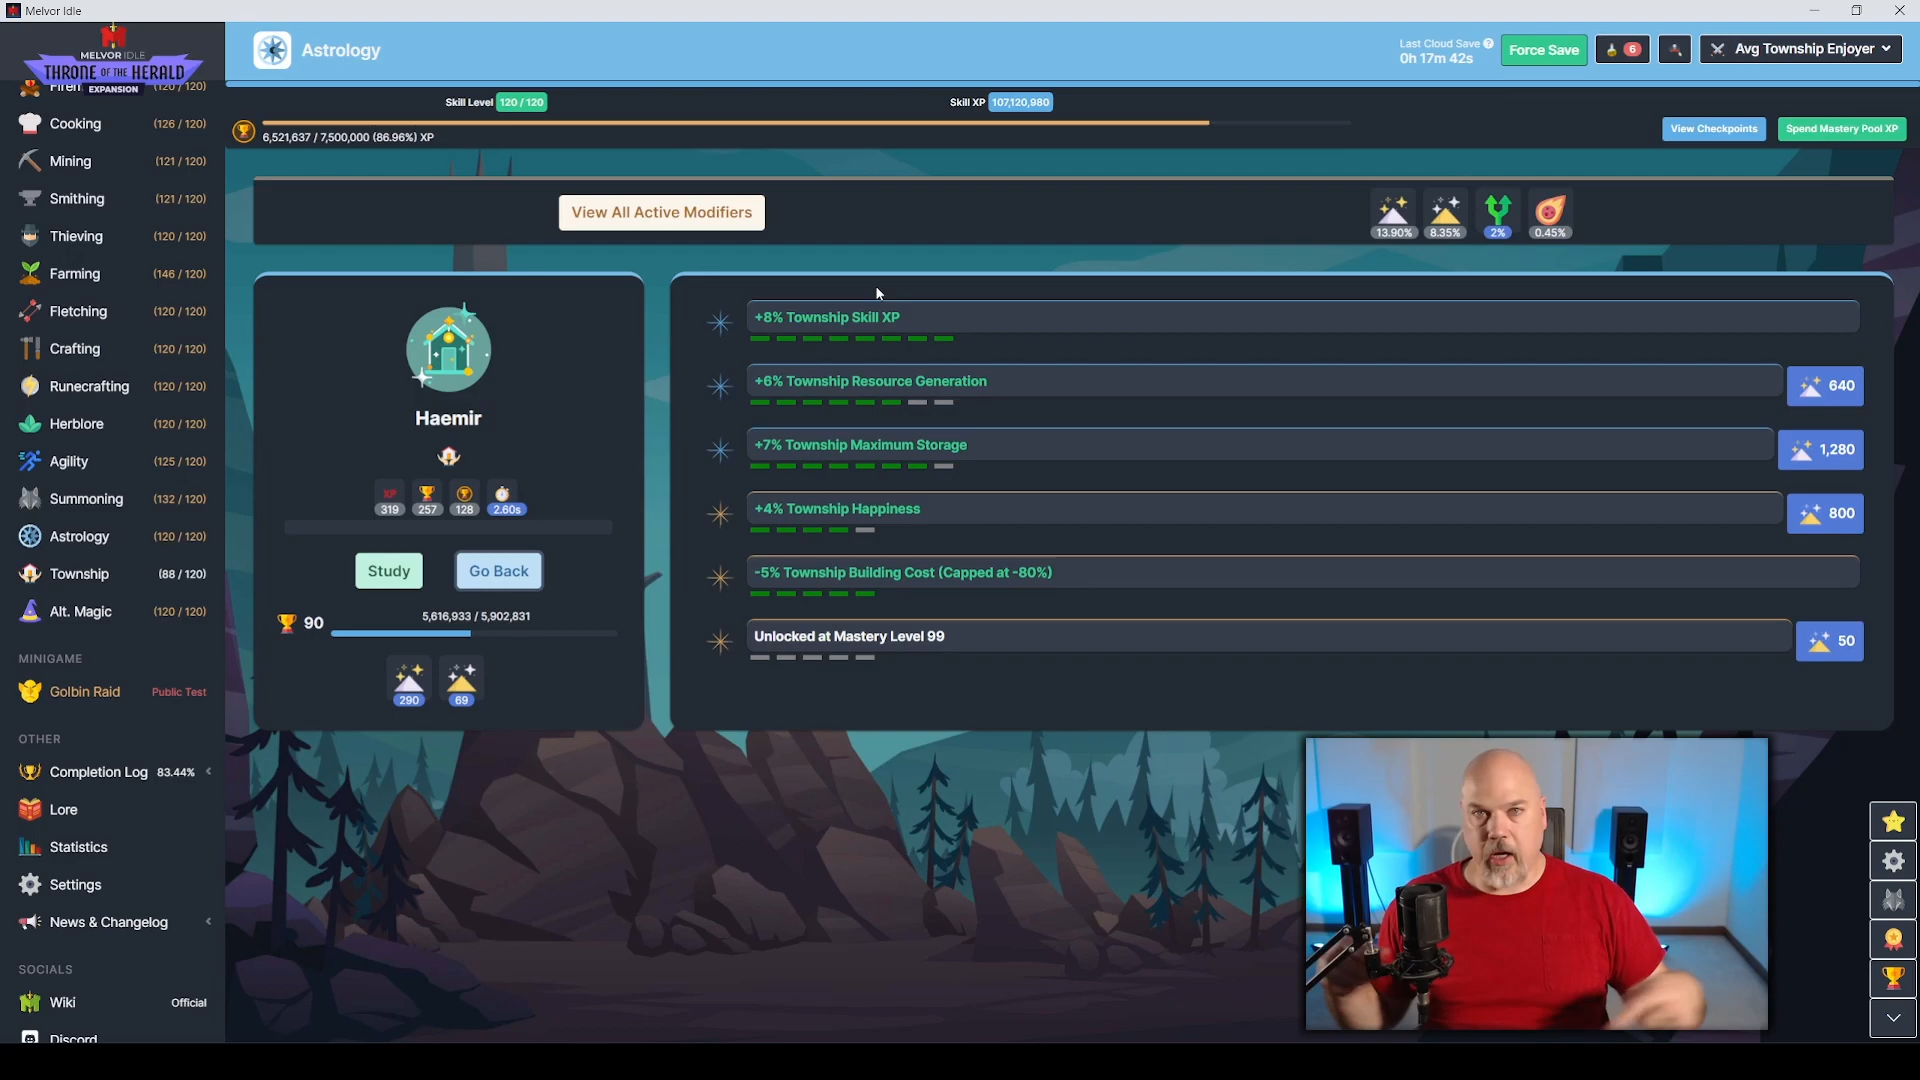 Melvor Idle
MELVOR IDLE
THRONE OF THE HERALD
EXPANSION
Astrology
Last Cloud Save
0h 17m 42s
Force Save
6
Avg Township Enjoyer
Skill Level 120 / 120
Skill XP 107,120,980
6,521,637 / 7,500,000 (86.96%) XP
View Checkpoints
Spend Mastery Pool XP
(120 / 120)
Cooking (126 / 120)
Mining (121 / 120)
Smithing (121 / 120)
Thieving (120 / 120)
Farming (146 / 120)
Fletching (120 / 120)
Crafting (120 / 120)
Runecrafting (120 / 120)
Herblore (120 / 120)
Agility (125 / 120)
Summoning (132 / 120)
Astrology (120 / 120)
Township (88 / 120)
Alt. Magic (120 / 120)
MINIGAME
Golbin Raid Public Test
OTHER
Completion Log 83.44%
Lore
Statistics
Settings
News & Changelog
SOCIALS
Wiki Official
Discord
View All Active Modifiers
13.90% 8.35% 2% 0.45%
Haemir
XP
319 257 128 2.60s
Study
Go Back
90
5,616,933 / 5,902,831
290 69
+8% Township Skill XP
+6% Township Resource Generation
640
+7% Township Maximum Storage
1,280
+4% Township Happiness
800
-5% Township Building Cost (Capped at -80%)
Unlocked at Mastery Level 99
50